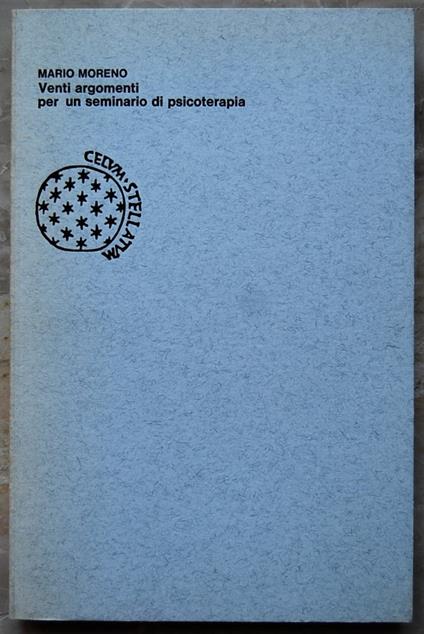 MARIO MORENO
Venti argomenti
per un seminario di psicoterapia
CELVM·STELLATVM